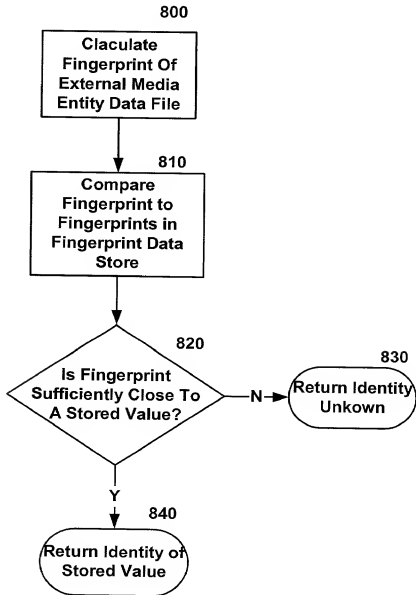 800
Claculate
Fingerprint Of
External Media
Entity Data File
810
Compare
Fingerprint to
Fingerprints in
Fingerprint Data
Store
820
Is Fingerprint
Sufficiently Close To
A Stored Value?
N
830
Return Identity
Unkown
Y
840
Return Identity of
Stored Value